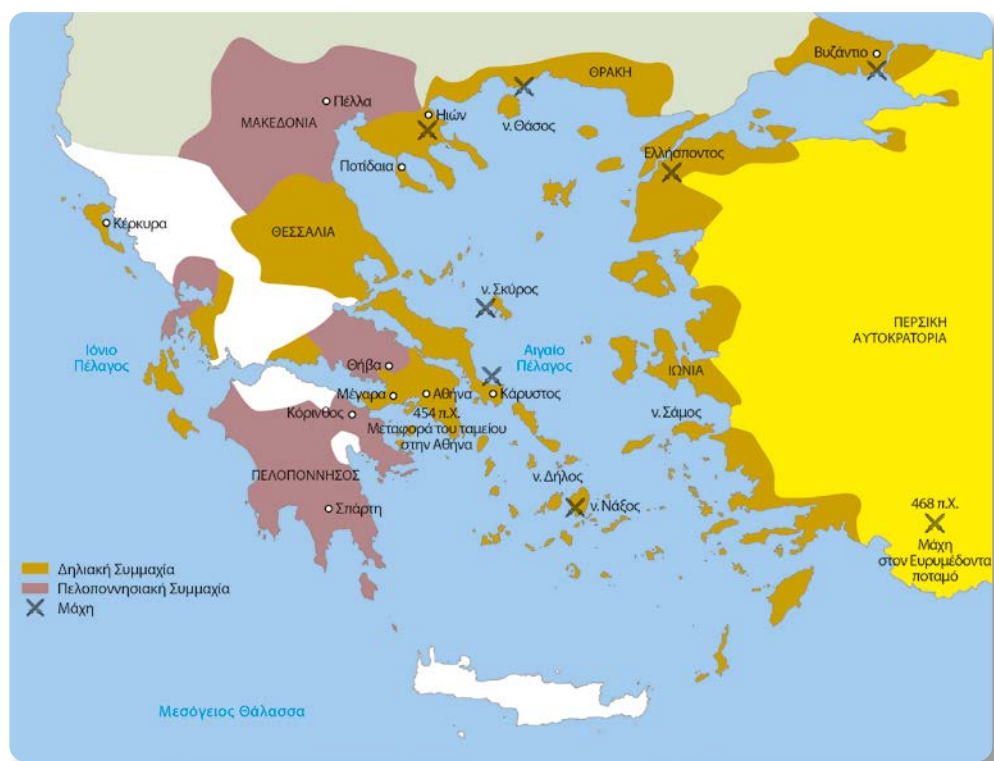 Βυζάντιο
ΘΡΑΚΗ
Πέλλα
ΜΑΚΕΔΟΝΙΑ
Ηιών
ν. Θάσος
Ποτίδαια
Ελλήσποντος
Κέρκυρα
ΘΕΣΣΑΛΙΑ
ν. Σκύρος
ΠΕΡΣΙΚΗ
ΑΥΤΟΚΡΑΤΟΡΙΑ
Ιόνιο
Πέλαγος
Αιγαίο
Πέλαγος
Θήβα
ΙΩΝΙΑ
Μέγαρα
Αθήνα
Κάρυστος
Κόρινθος
454 π.Χ.
Μεταφορά του ταμείου
στην Αθήνα
ν. Σάμος
ΠΕΛΟΠΟΝΝΗΣΟΣ
ν. Δήλος
ν. Νάξος
Σπάρτη
468 π.Χ.
Μάχη
στον Ευρυμέδοντα
ποταμό
Δηλιακή Συμμαχία
Πελοποννησιακή Συμμαχία
Μάχη
Μεσόγειος Θάλασσα